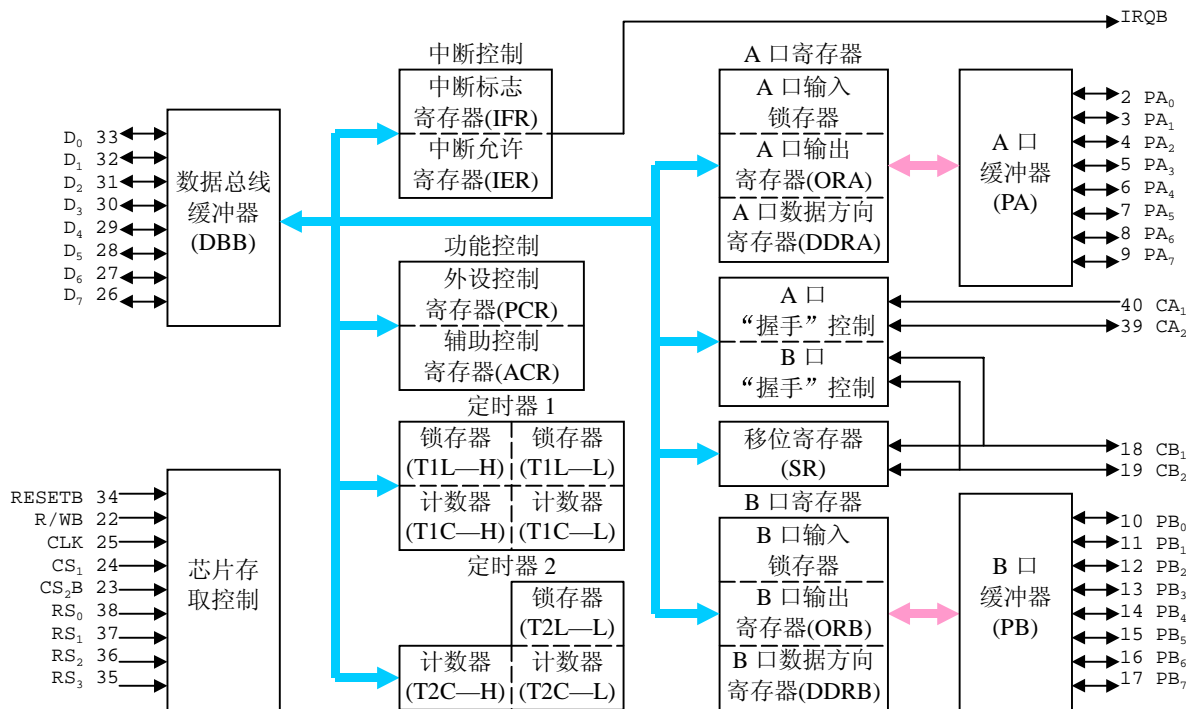 IRQB
中断控制
中断标志
寄存器(IFR)
中断允许
寄存器(IER)
A 口寄存器
A 口输入
锁存器
A 口输出
寄存器(ORA)
A 口数据方向
寄存器(DDRA)
A 口
缓冲器
(PA)
2 PA₀
3 PA₁
4 PA₂
5 PA₃
6 PA₄
7 PA₅
8 PA₆
9 PA₇
D₀ 33
D₁ 32
D₂ 31
D₃ 30
D₄ 29
D₅ 28
D₆ 27
D₇ 26
数据总线
缓冲器
(DBB)
功能控制
外设控制
寄存器(PCR)
辅助控制
寄存器(ACR)
A 口
“握手”控制
B 口
“握手”控制
40 CA₁
39 CA₂
定时器 1
锁存器
(T1L—H)
锁存器
(T1L—L)
计数器
(T1C—H)
计数器
(T1C—L)
移位寄存器
(SR)
18 CB₁
19 CB₂
RESETB 34
R/WB 22
CLK 25
CS₁ 24
CS₂B 23
RS₀ 38
RS₁ 37
RS₂ 36
RS₃ 35
芯片存
取控制
定时器 2
锁存器
(T2L—L)
计数器
(T2C—H)
计数器
(T2C—L)
B 口寄存器
B 口输入
锁存器
B 口输出
寄存器(ORB)
B 口数据方向
寄存器(DDRB)
B 口
缓冲器
(PB)
10 PB₀
11 PB₁
12 PB₂
13 PB₃
14 PB₄
15 PB₅
16 PB₆
17 PB₇